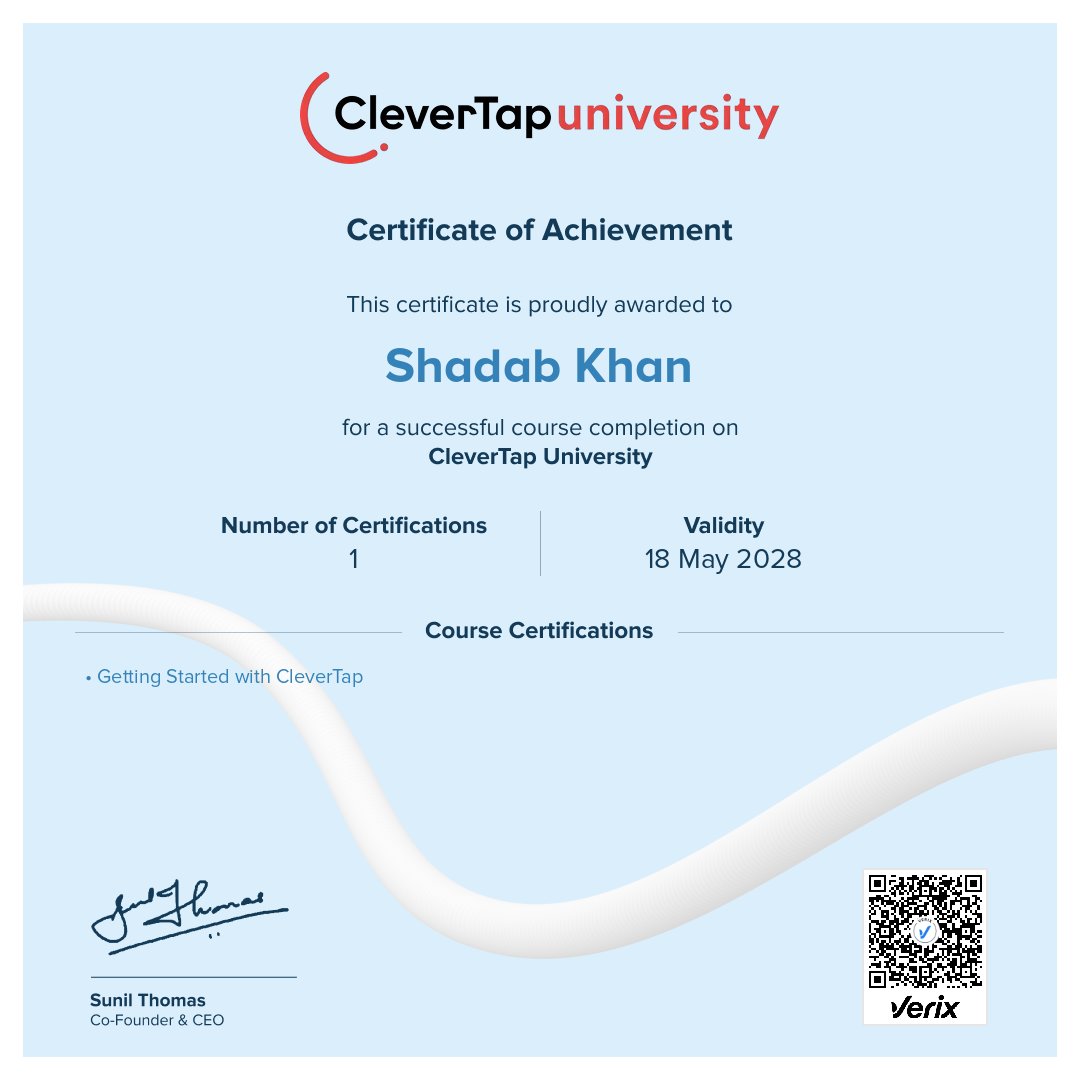 CleverTap university
Certificate of Achievement
This certificate is proudly awarded to
Shadab Khan
for a successful course completion on
CleverTap University
Number of Certifications
1
Validity
18 May 2028
Course Certifications
• Getting Started with CleverTap
Sunil Thomas
Sunil Thomas
Co-Founder & CEO
Verix